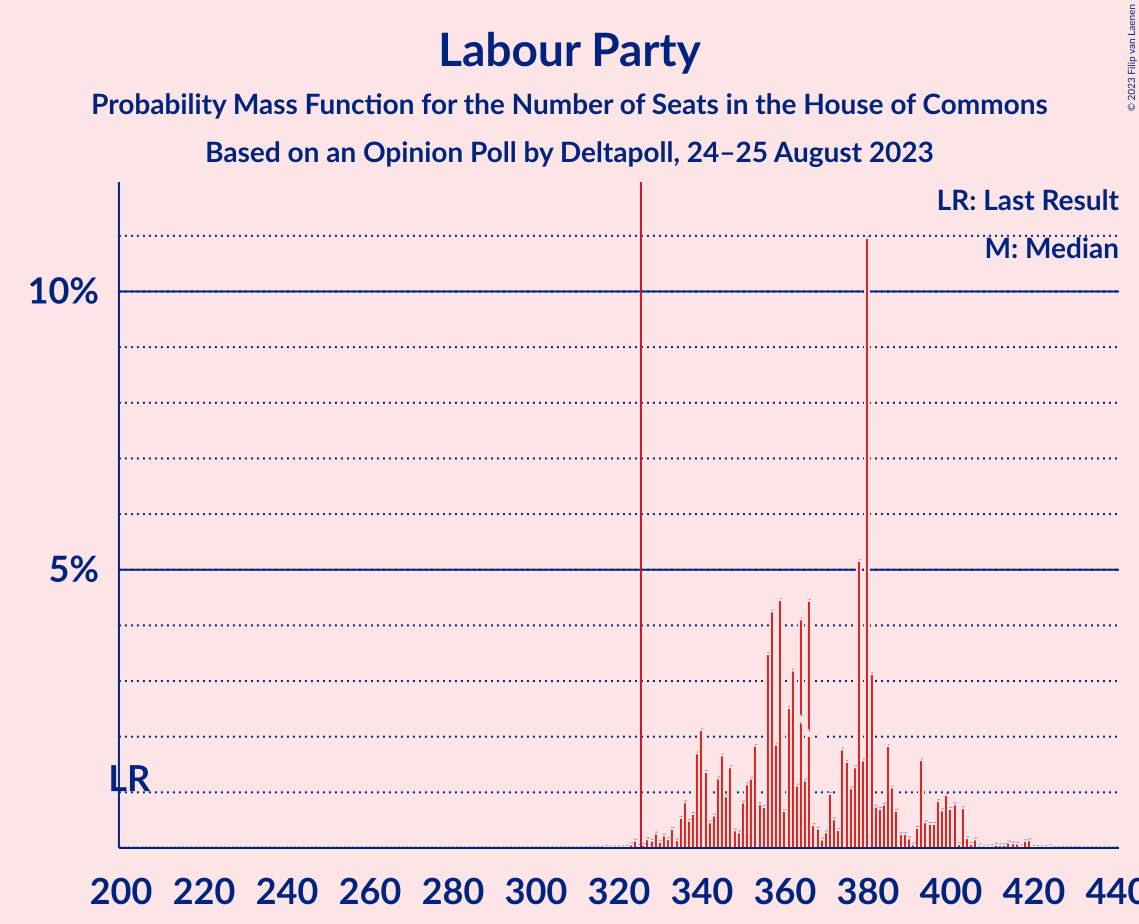 Labour Party
Probability Mass Function for the Number of Seats in the House of Commons
Based on an Opinion Poll by Deltapoll, 24–25 August 2023
© 2023 Filip van Laenen
LR: Last Result
M: Median
10%
5%
LR
200 220 240 260 280 300 320 340 360 380 400 420 440